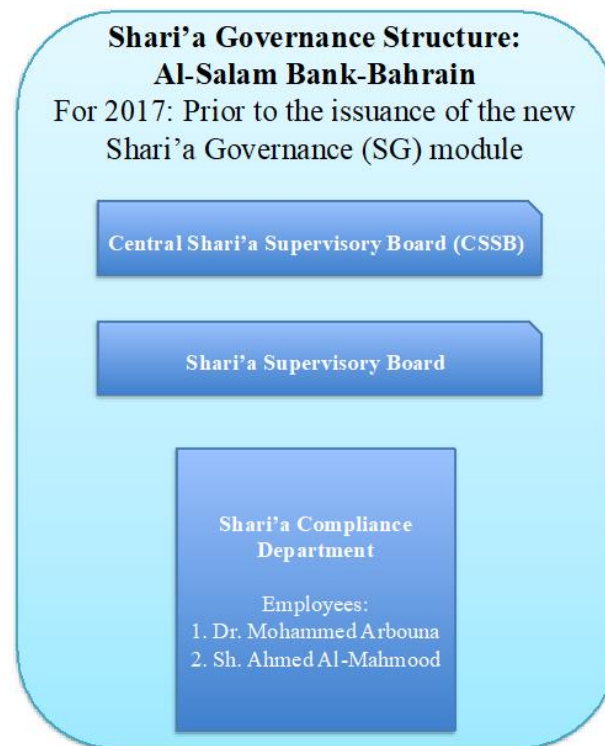 Shari’a Governance Structure:
Al-Salam Bank-Bahrain
For 2017: Prior to the issuance of the new
Shari’a Governance (SG) module
Central Shari’a Supervisory Board (CSSB)
Shari’a Supervisory Board
Shari’a Compliance
Department
Employees:
1. Dr. Mohammed Arbouna
2. Sh. Ahmed Al-Mahmood